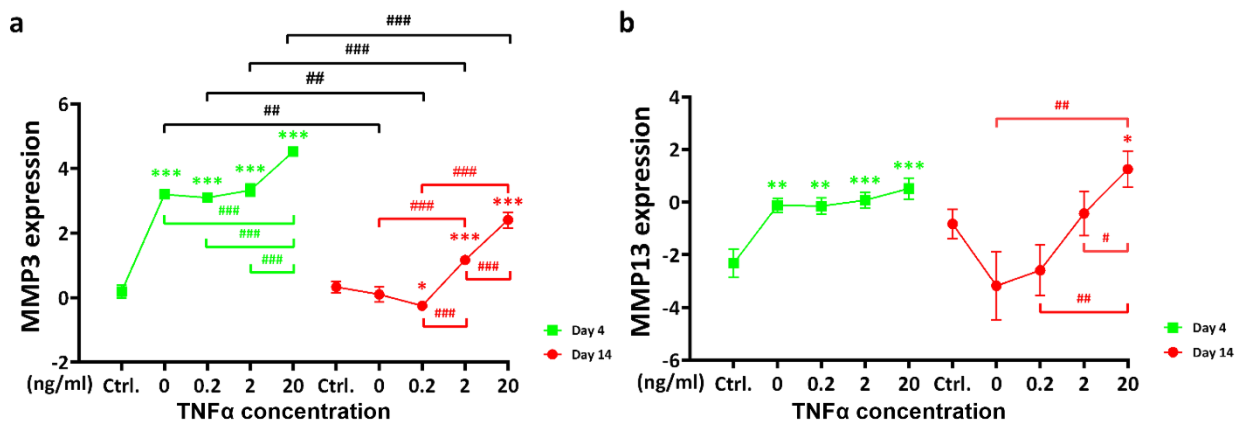 a
###
###
##
##
MMP3 expression
6
4
2
0
-2
***
***
***
***
###
###
###
###
###
***
***
*
###
###
Day 4
Day 14
(ng/ml)
Ctrl. 0 0.2 2 20 Ctrl. 0 0.2 2 20
TNFα concentration
b
MMP13 expression
4
2
0
-2
-4
-6
##
*
**
**
***
***
#
##
Day 4
Day 14
(ng/ml)
Ctrl. 0 0.2 2 20 Ctrl. 0 0.2 2 20
TNFα concentration